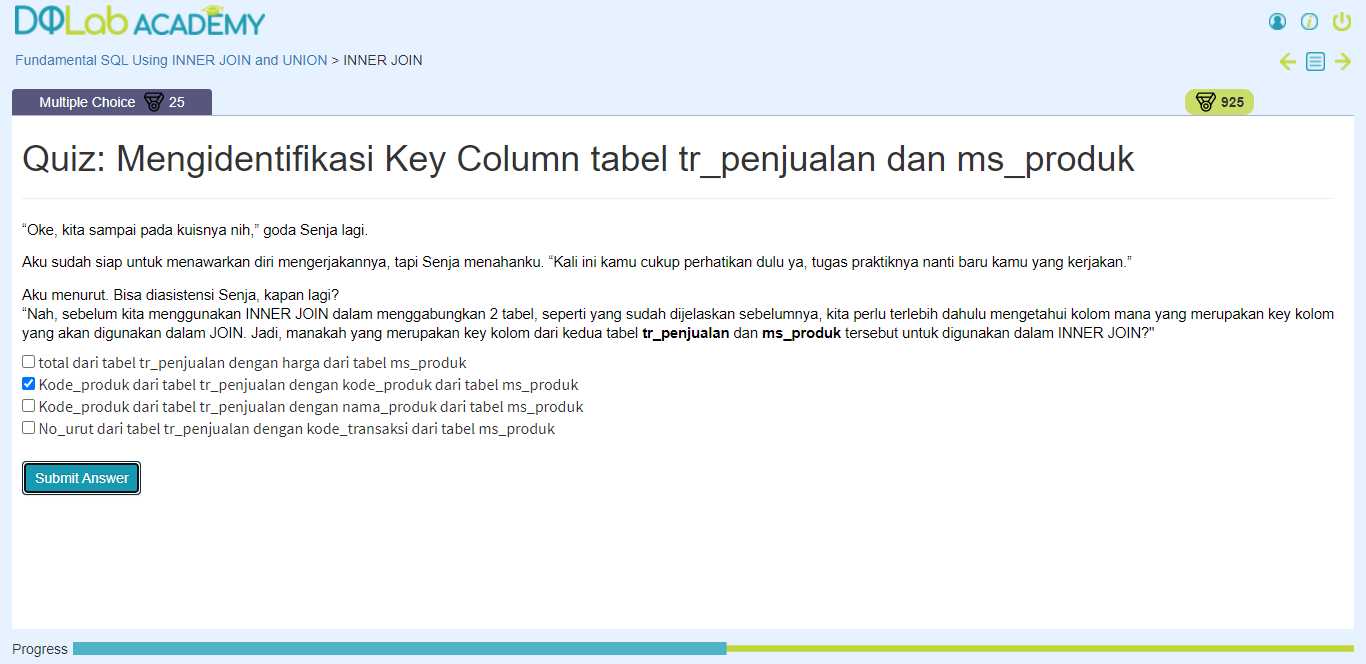 DQLab ACADEMY
Fundamental SQL Using INNER JOIN and UNION > INNER JOIN
Multiple Choice 25
925
Quiz: Mengidentifikasi Key Column tabel tr_penjualan dan ms_produk
“Oke, kita sampai pada kuisnya nih,” goda Senja lagi.
Aku sudah siap untuk menawarkan diri mengerjakannya, tapi Senja menahanku. “Kali ini kamu cukup perhatikan dulu ya, tugas praktiknya nanti baru kamu yang kerjakan.”
Aku menurut. Bisa diasistensi Senja, kapan lagi?
“Nah, sebelum kita menggunakan INNER JOIN dalam menggabungkan 2 tabel, seperti yang sudah dijelaskan sebelumnya, kita perlu terlebih dahulu mengetahui kolom mana yang merupakan key kolom
yang akan digunakan dalam JOIN. Jadi, manakah yang merupakan key kolom dari kedua tabel tr_penjualan dan ms_produk tersebut untuk digunakan dalam INNER JOIN?"
total dari tabel tr_penjualan dengan harga dari tabel ms_produk
Kode_produk dari tabel tr_penjualan dengan kode_produk dari tabel ms_produk
Kode_produk dari tabel tr_penjualan dengan nama_produk dari tabel ms_produk
No_urut dari tabel tr_penjualan dengan kode_transaksi dari tabel ms_produk
Submit Answer
Progress